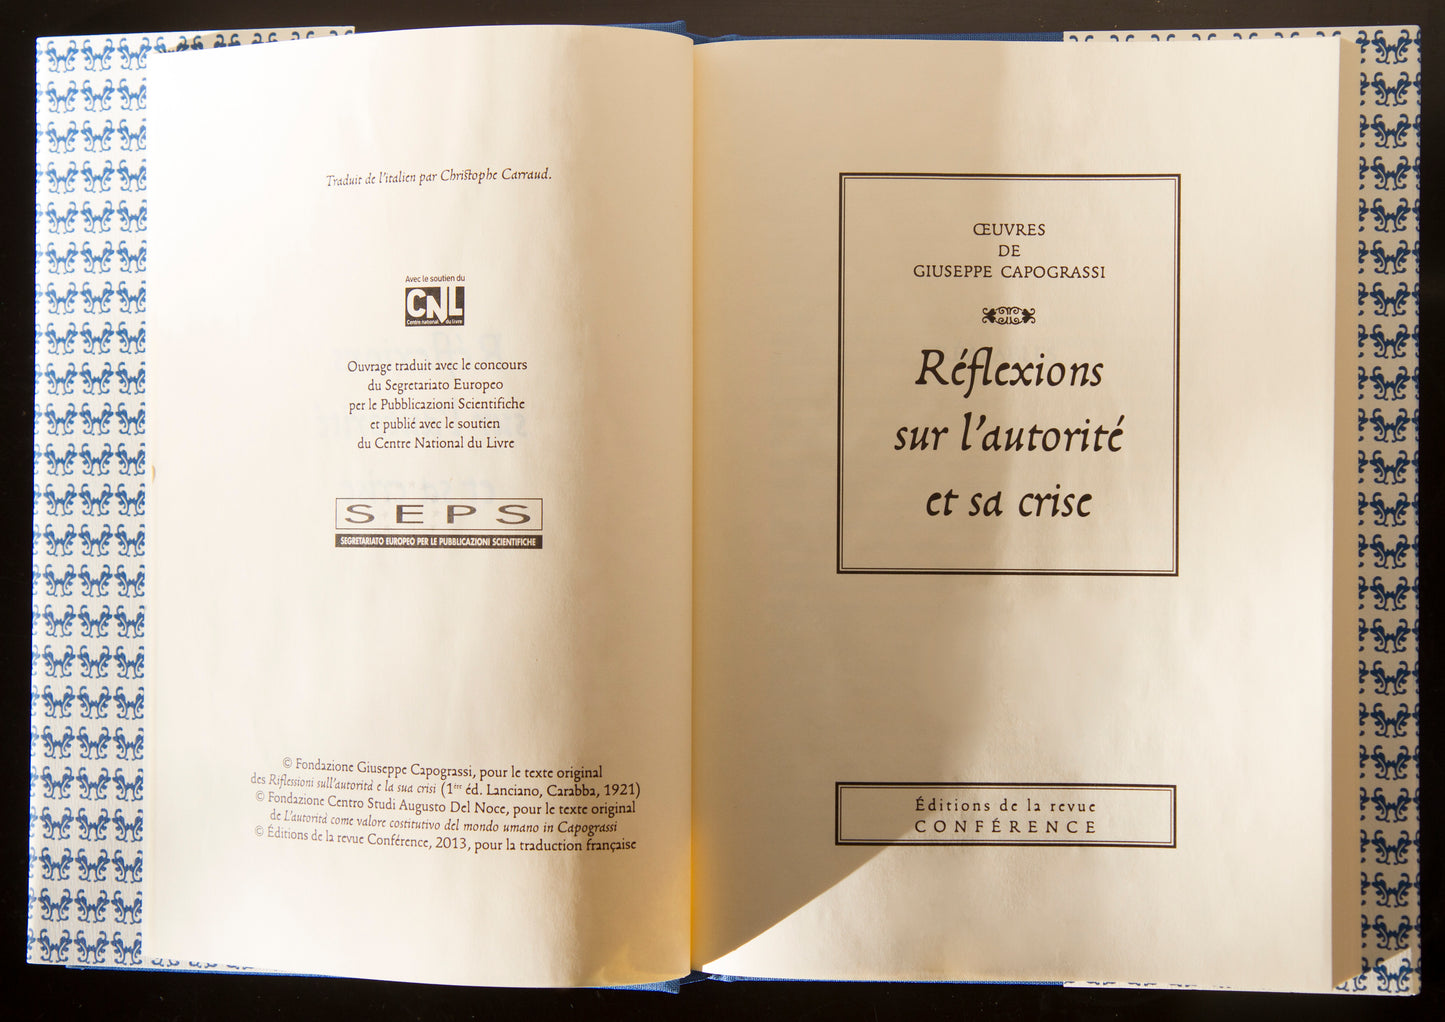 Traduit de l'italien par Christophe Carraud.
Avec le soutien du
CNL
Centre national du livre
Ouvrage traduit avec le concours
du Segretariato Europeo
per le Pubblicazioni Scientifiche
et publié avec le soutien
du Centre National du Livre
SEPS
SEGRETARIATO EUROPEO PER LE PUBBLICAZIONI SCIENTIFICHE
© Fondazione Giuseppe Capograssi, pour le texte original
des Riflessioni sull'autorità e la sua crisi (1ère éd. Lanciano, Carabba, 1921)
© Fondazione Centro Studi Augusto Del Noce, pour le texte original
de L'autorità come valore costitutivo del mondo umano in Capograssi
© Éditions de la revue Conférence, 2013, pour la traduction française
ŒUVRES
DE
GIUSEPPE CAPOGRASSI
Réflexions
sur l'autorité
et sa crise
Éditions de la revue
CONFÉRENCE